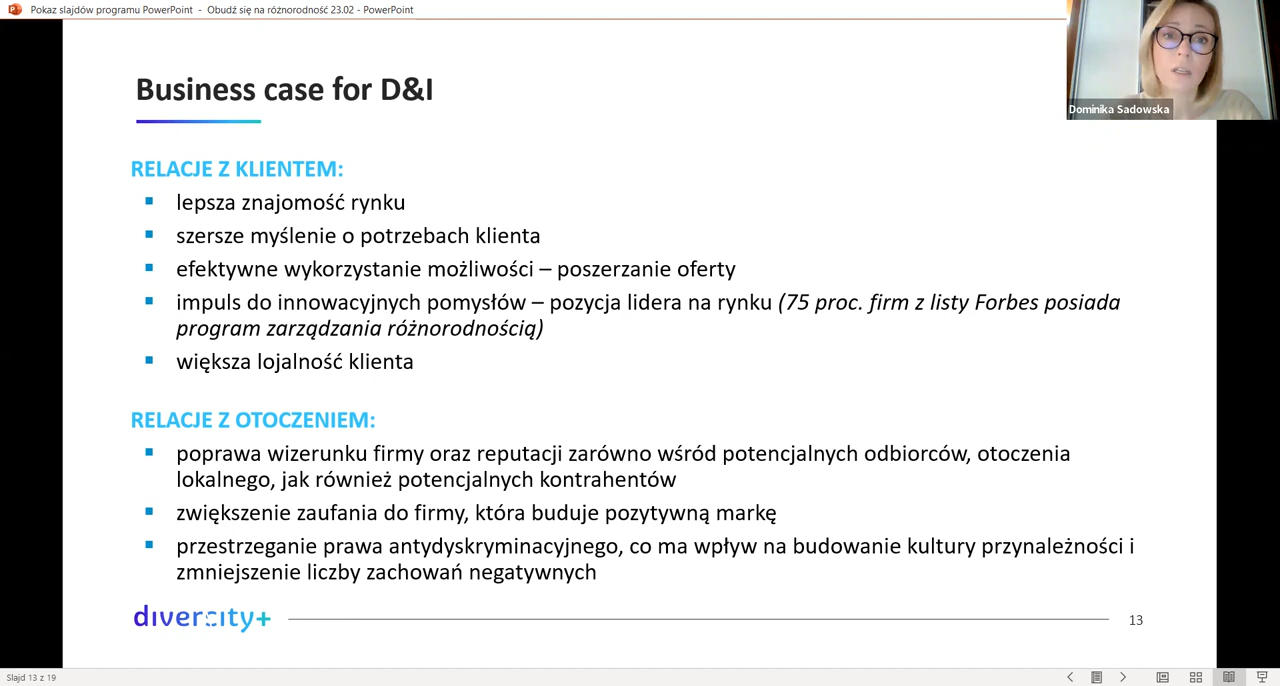 Pokaz slajdów programu PowerPoint - Obudź się na różnorodność 23.02 - PowerPoint
Dominika Sadowska
Business case for D&I
RELACJE Z KLIENTEM:
lepsza znajomość rynku
szersze myślenie o potrzebach klienta
efektywne wykorzystanie możliwości – poszerzanie oferty
impuls do innowacyjnych pomysłów – pozycja lidera na rynku (75 proc. firm z listy Forbes posiada
program zarządzania różnorodnością)
większa lojalność klienta
RELACJE Z OTOCZENIEM:
poprawa wizerunku firmy oraz reputacji zarówno wśród potencjalnych odbiorców, otoczenia
lokalnego, jak również potencjalnych kontrahentów
zwiększenie zaufania do firmy, która buduje pozytywną markę
przestrzeganie prawa antydyskryminacyjnego, co ma wpływ na budowanie kultury przynależności i
zmniejszenie liczby zachowań negatywnych
divercity+
13
Slajd 13 z 19